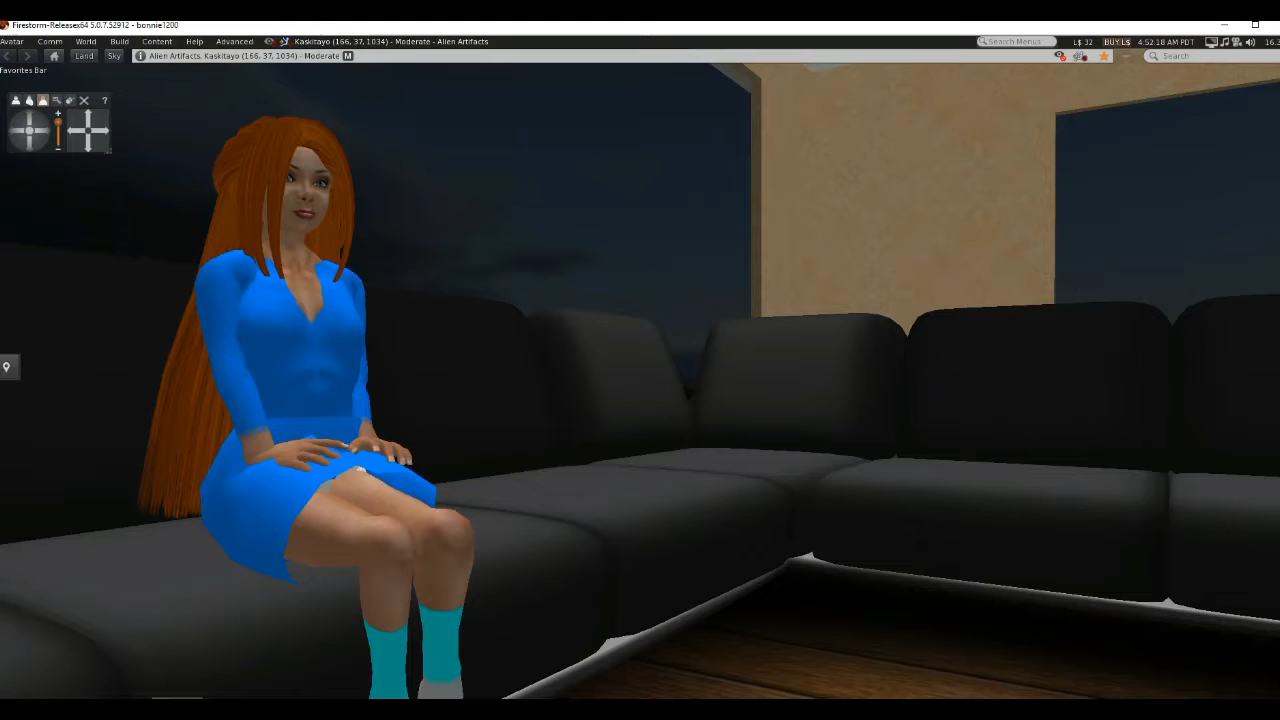 Firestorm-Releasex64 5.0.7.52912 - bonnie1200
Avatar Comm World Build Content Help Advanced Kaskitayo (166, 37, 1034) - Moderate - Alien Artifacts Search Menus L$ 32 BUY L$ 4:52:18 AM PDT 16.3
Land Sky Alien Artifacts, Kaskitayo (166, 37, 1034) - Moderate M Search
Favorites Bar